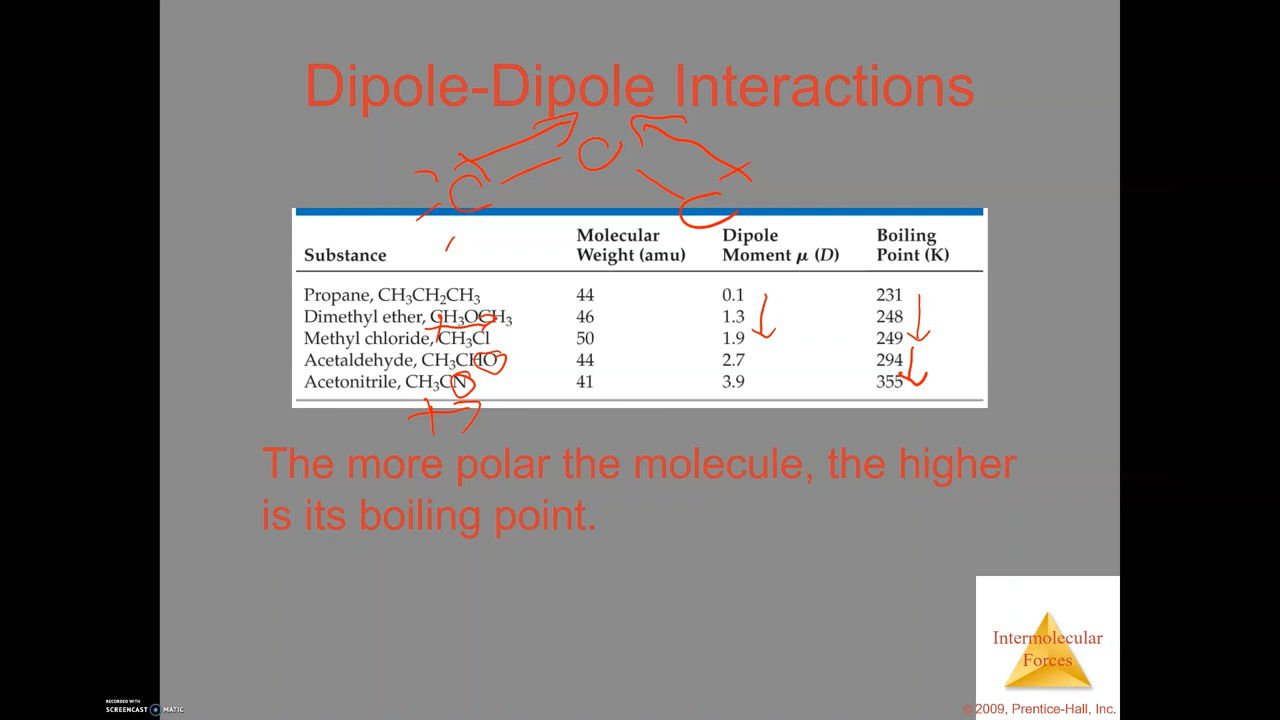 Dipole-Dipole Interactions
C O C
Substance Molecular Weight (amu) Dipole Moment μ (D) Boiling Point (K)
Propane, CH₃CH₂CH₃ 44 0.1 231
Dimethyl ether, CH₃OCH₃ 46 1.3 248
Methyl chloride, CH₃Cl 50 1.9 249
Acetaldehyde, CH₃CHO 44 2.7 294
Acetonitrile, CH₃CN 41 3.9 355
The more polar the molecule, the higher
is its boiling point.
Intermolecular
Forces
© 2009, Prentice-Hall, Inc.
RECORDED WITH
SCREENCAST MATIC